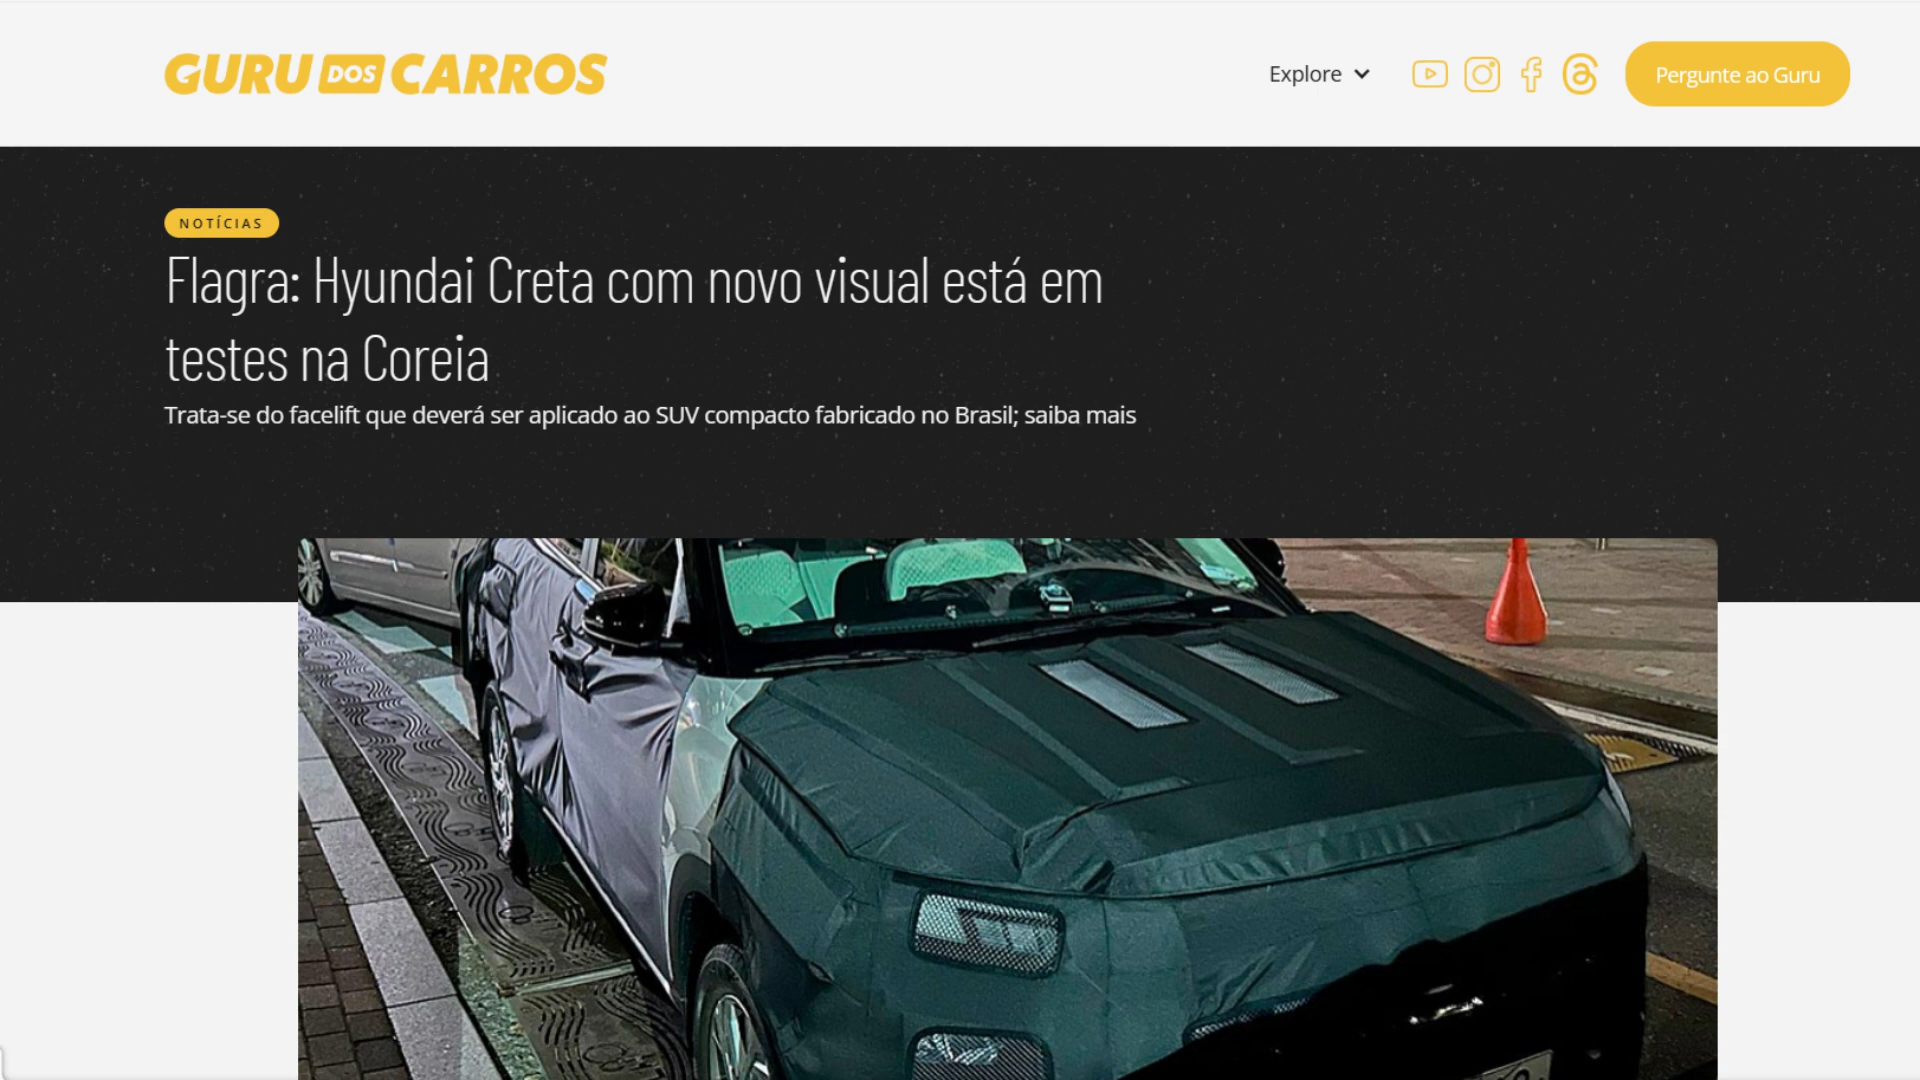 GURU DOS CARROS
Explore
Pergunte ao Guru
NOTÍCIAS
Flagra: Hyundai Creta com novo visual está em
testes na Coreia
Trata-se do facelift que deverá ser aplicado ao SUV compacto fabricado no Brasil; saiba mais